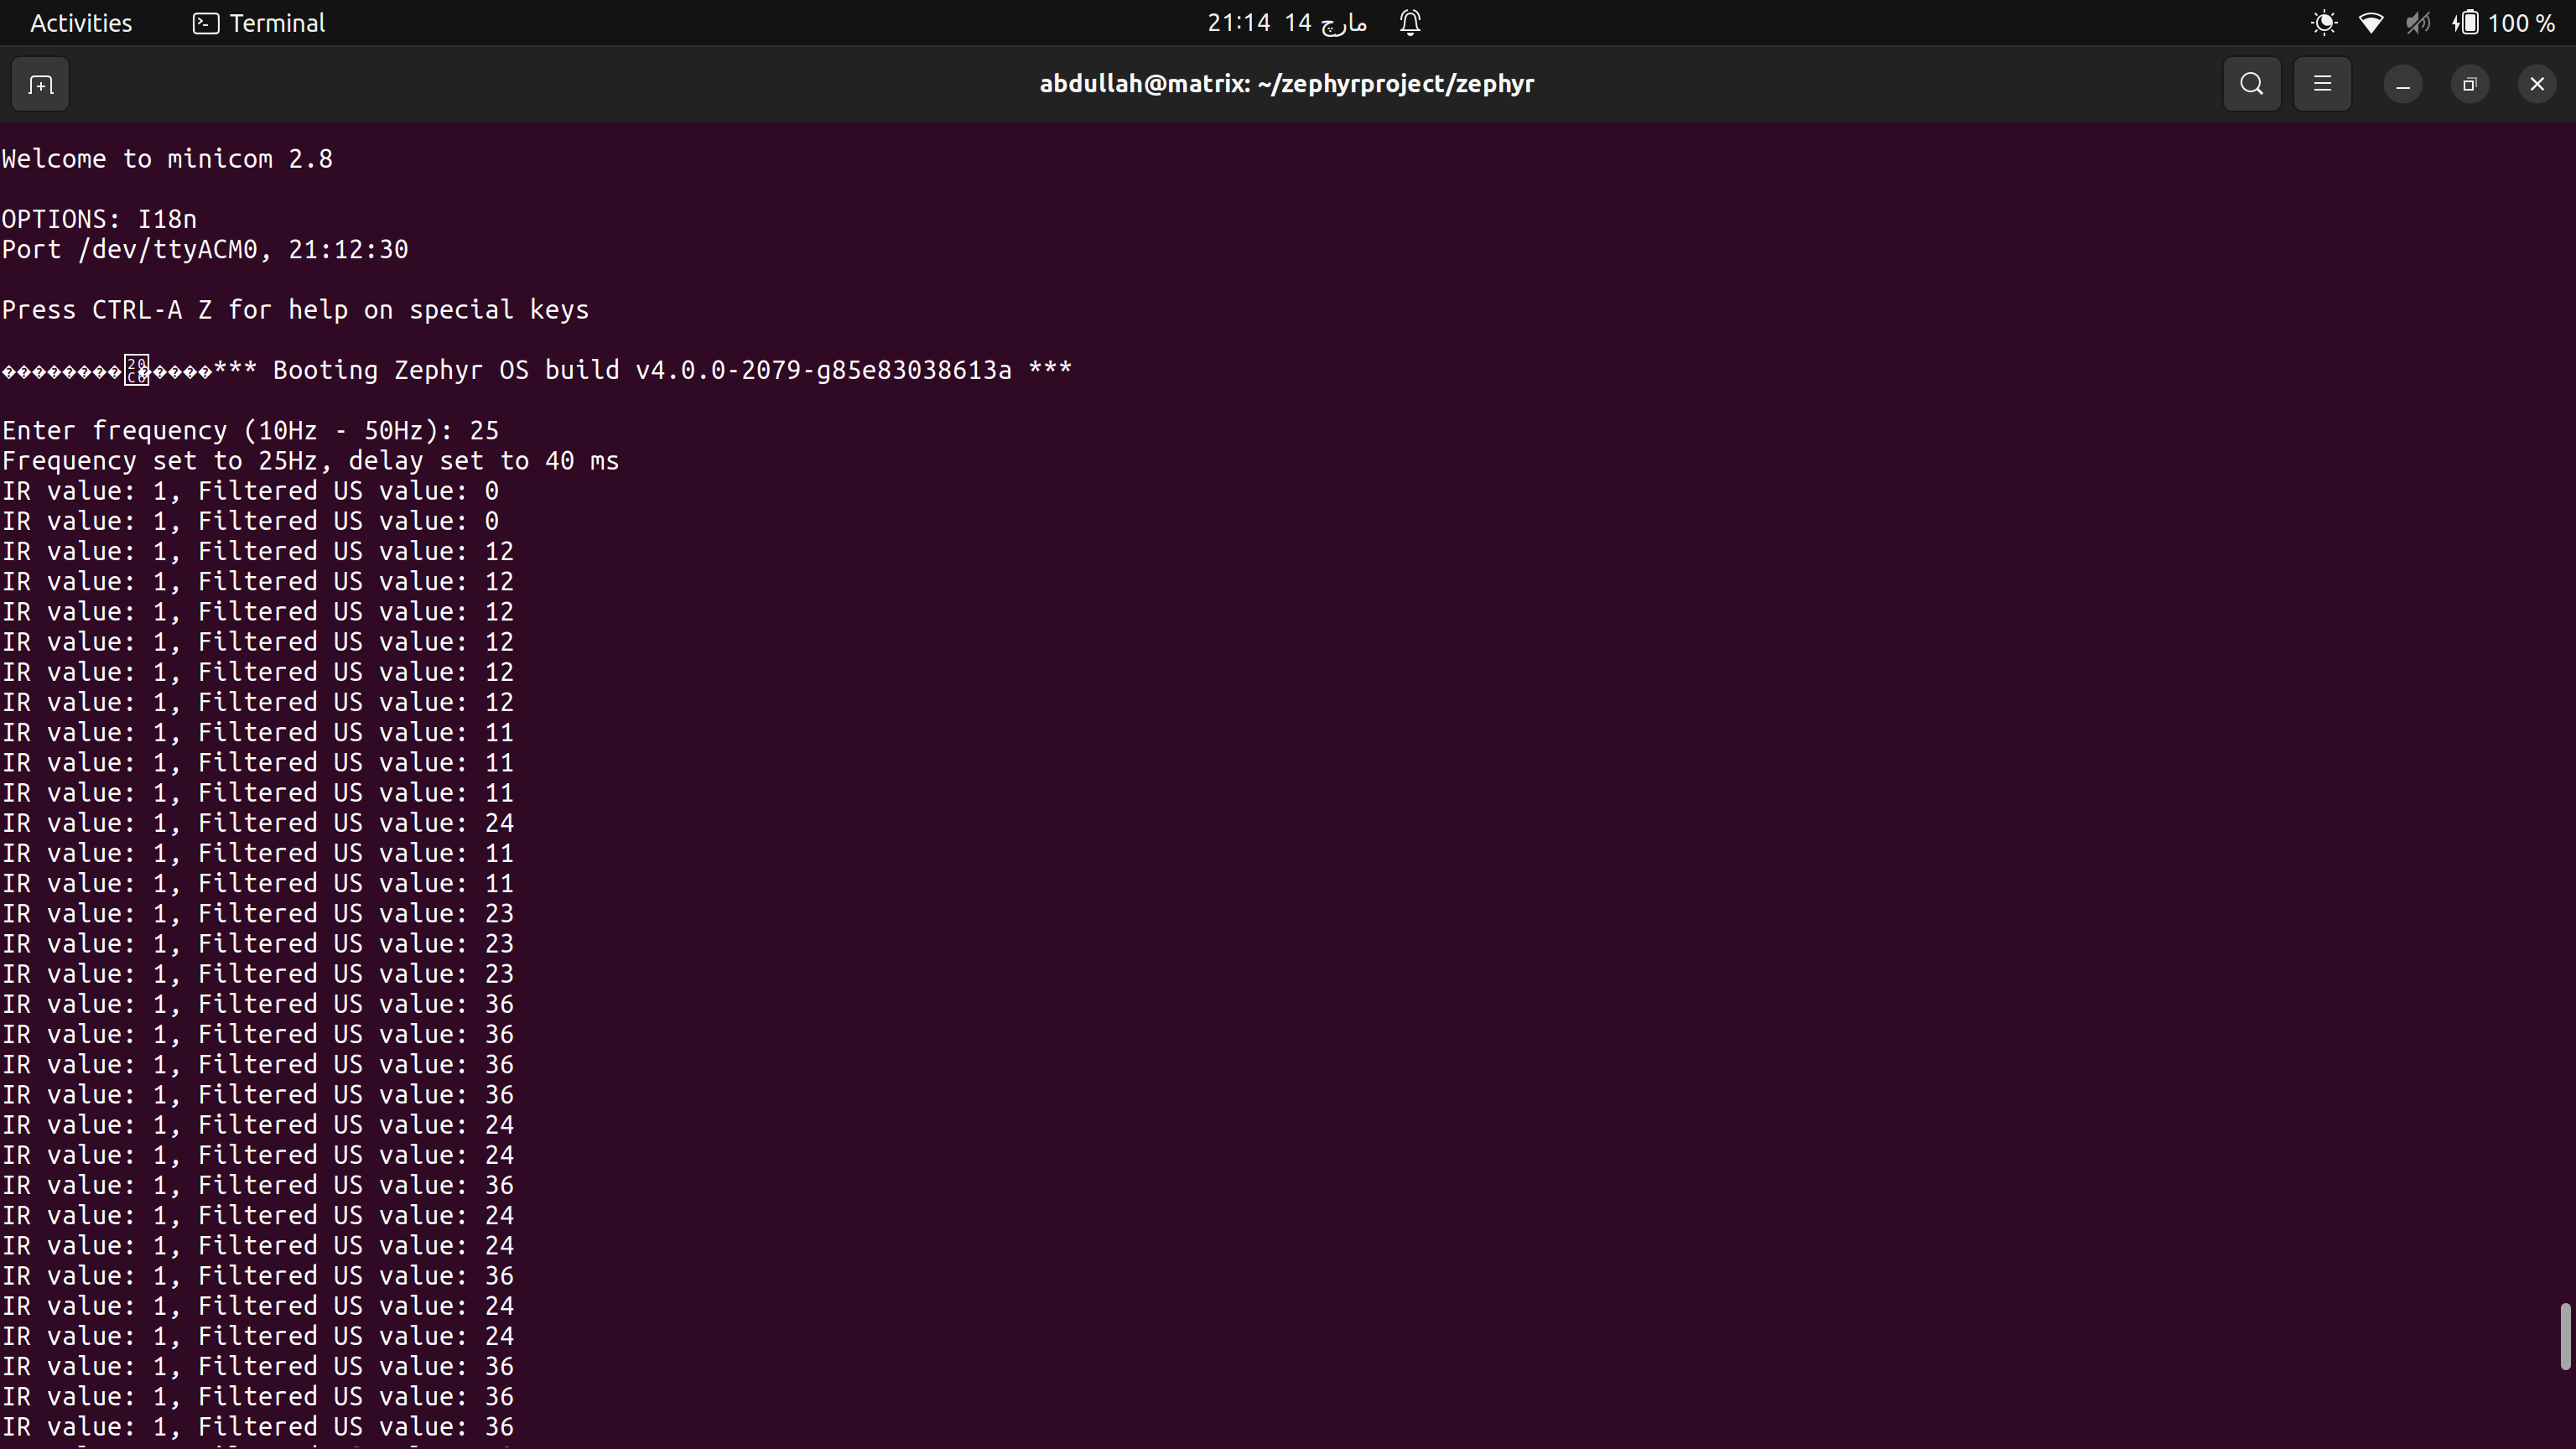 Activities Terminal 21:14 14 مارچ 100 %
abdullah@matrix: ~/zephyrproject/zephyr
Welcome to minicom 2.8
OPTIONS: I18n
Port /dev/ttyACM0, 21:12:30
Press CTRL-A Z for help on special keys
�������������*** Booting Zephyr OS build v4.0.0-2079-g85e83038613a ***
Enter frequency (10Hz - 50Hz): 25
Frequency set to 25Hz, delay set to 40 ms
IR value: 1, Filtered US value: 0
IR value: 1, Filtered US value: 0
IR value: 1, Filtered US value: 12
IR value: 1, Filtered US value: 12
IR value: 1, Filtered US value: 12
IR value: 1, Filtered US value: 12
IR value: 1, Filtered US value: 12
IR value: 1, Filtered US value: 12
IR value: 1, Filtered US value: 11
IR value: 1, Filtered US value: 11
IR value: 1, Filtered US value: 11
IR value: 1, Filtered US value: 24
IR value: 1, Filtered US value: 11
IR value: 1, Filtered US value: 11
IR value: 1, Filtered US value: 23
IR value: 1, Filtered US value: 23
IR value: 1, Filtered US value: 23
IR value: 1, Filtered US value: 36
IR value: 1, Filtered US value: 36
IR value: 1, Filtered US value: 36
IR value: 1, Filtered US value: 36
IR value: 1, Filtered US value: 24
IR value: 1, Filtered US value: 24
IR value: 1, Filtered US value: 36
IR value: 1, Filtered US value: 24
IR value: 1, Filtered US value: 24
IR value: 1, Filtered US value: 36
IR value: 1, Filtered US value: 24
IR value: 1, Filtered US value: 24
IR value: 1, Filtered US value: 36
IR value: 1, Filtered US value: 36
IR value: 1, Filtered US value: 36